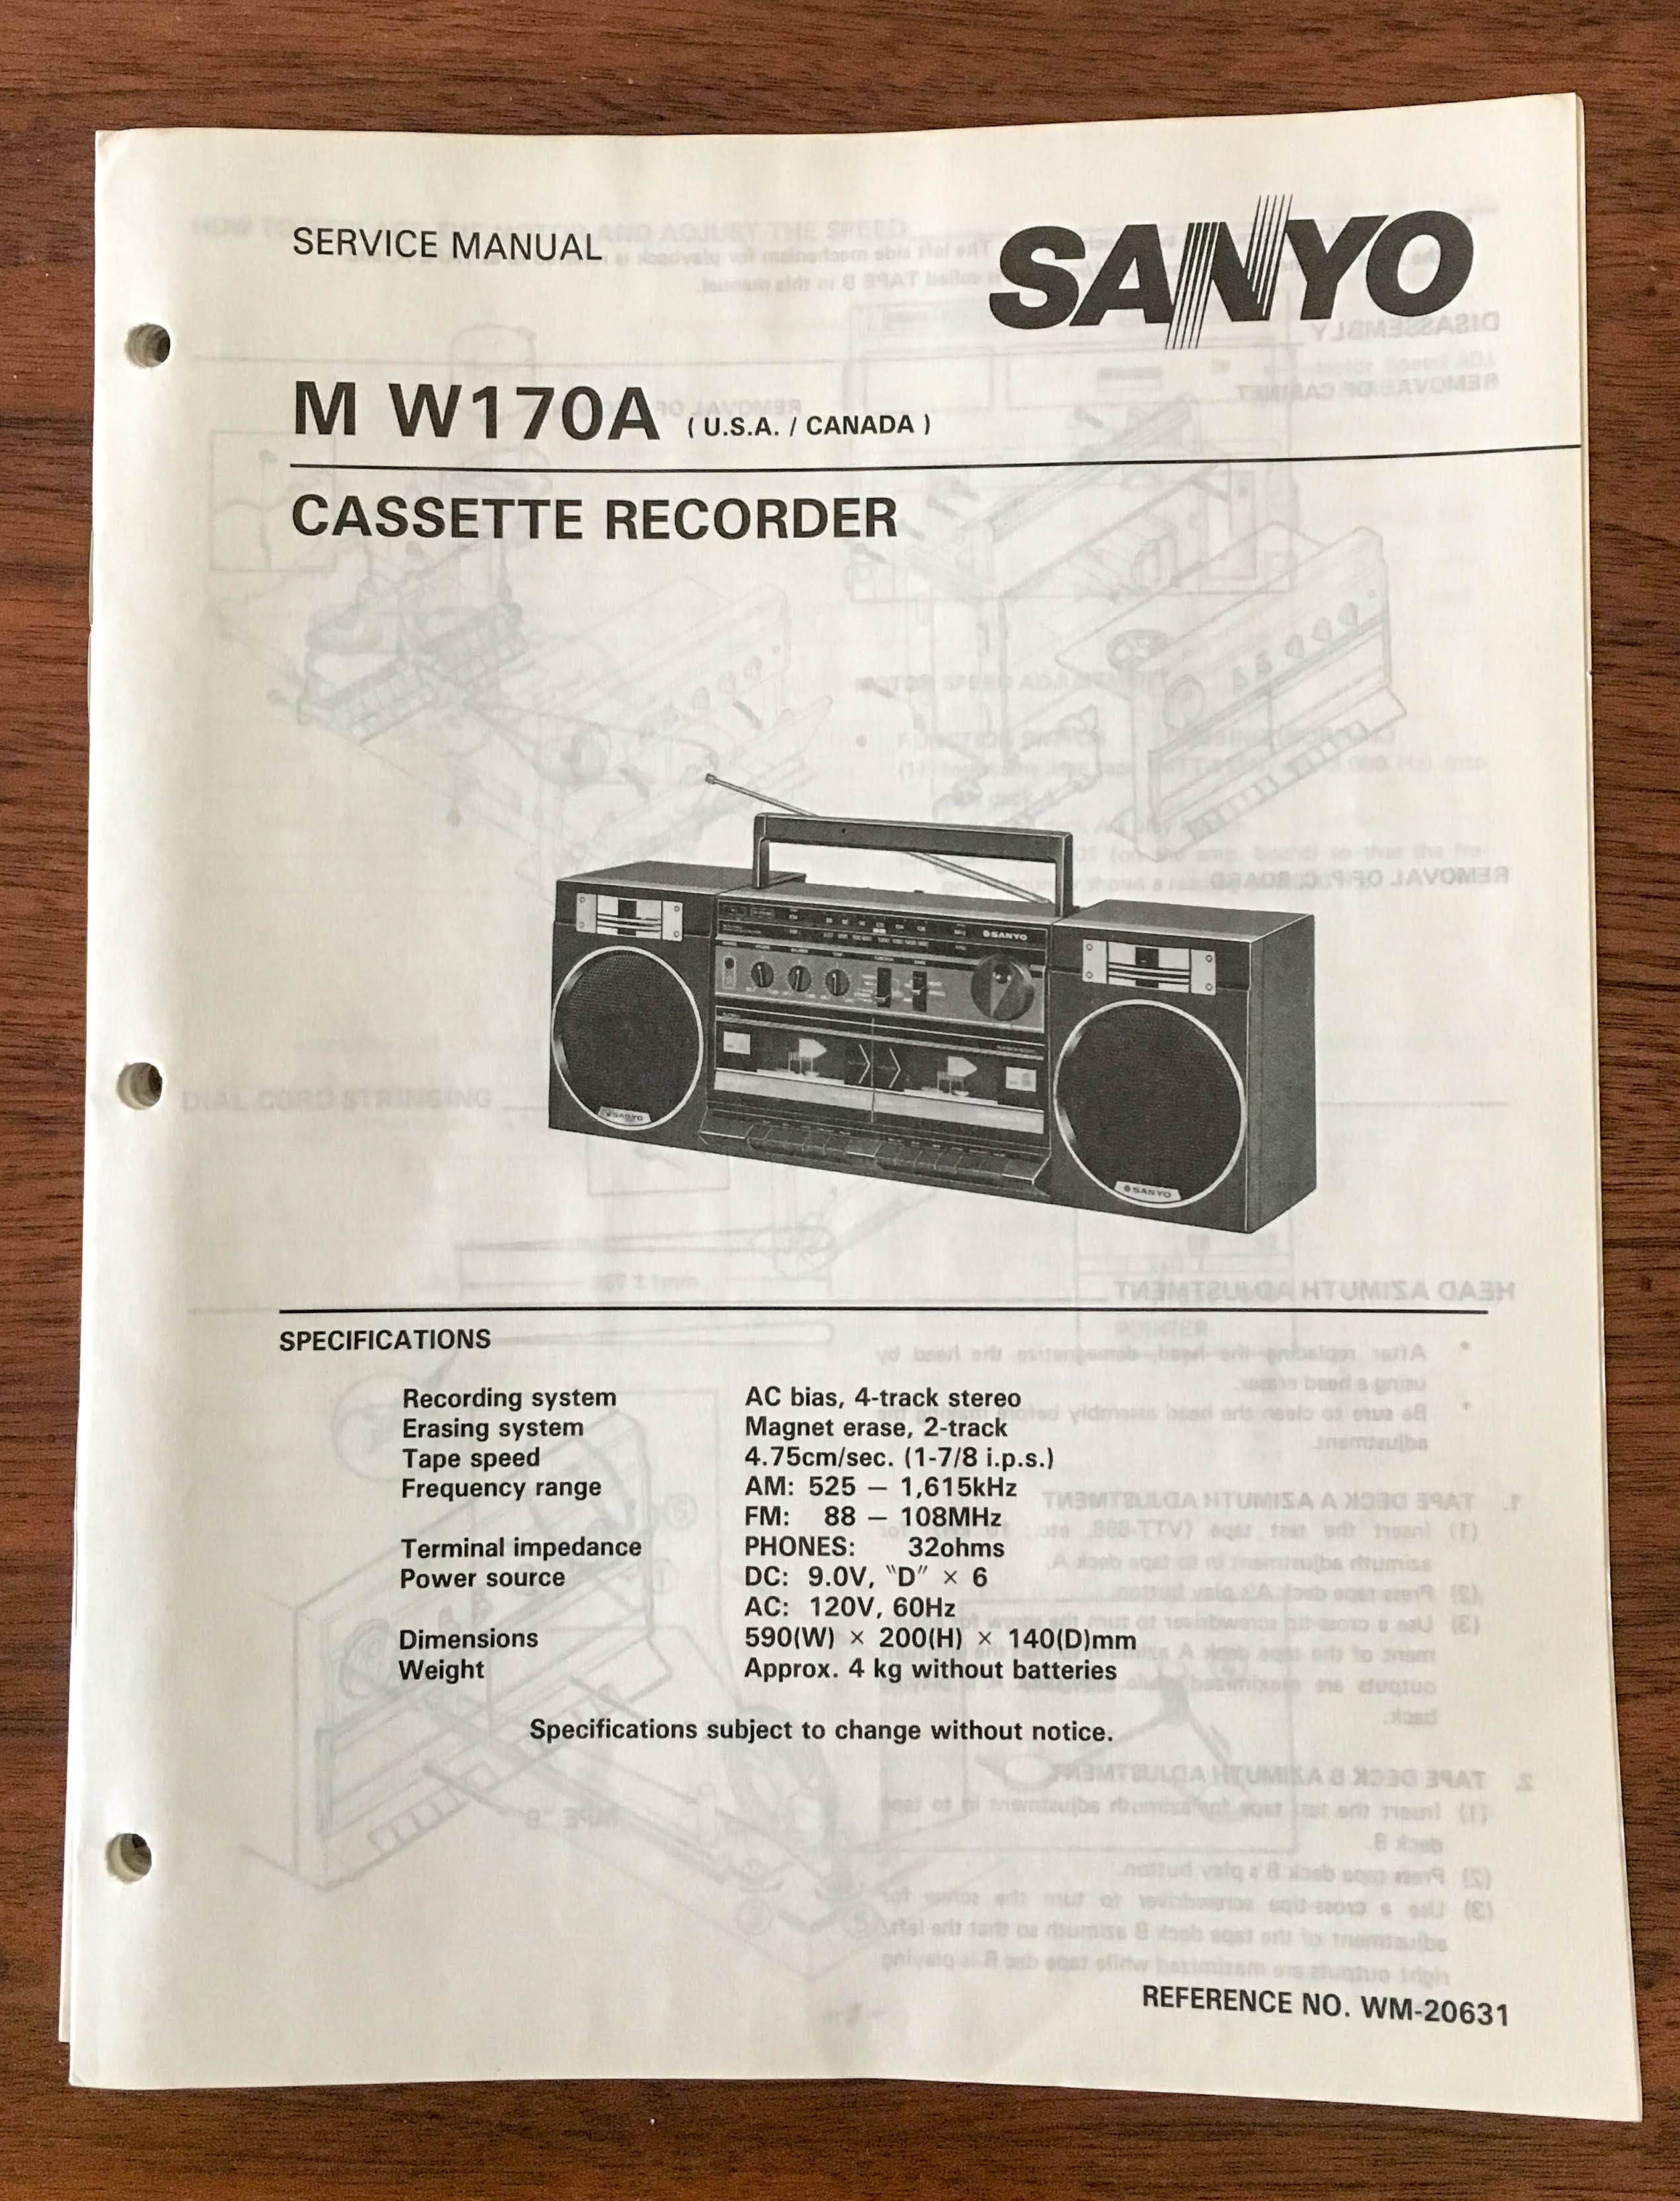 SERVICE MANUAL
SANYO
M W170A ( U.S.A. / CANADA )
CASSETTE RECORDER
SANYO
SANYO
SANYO
SPECIFICATIONS
Recording system AC bias, 4-track stereo
Erasing system Magnet erase, 2-track
Tape speed 4.75cm/sec. (1-7/8 i.p.s.)
Frequency range AM: 525 — 1,615kHz
FM: 88 — 108MHz
Terminal impedance PHONES: 32ohms
Power source DC: 9.0V, "D" × 6
AC: 120V, 60Hz
Dimensions 590(W) × 200(H) × 140(D)mm
Weight Approx. 4 kg without batteries
Specifications subject to change without notice.
REFERENCE NO. WM-20631